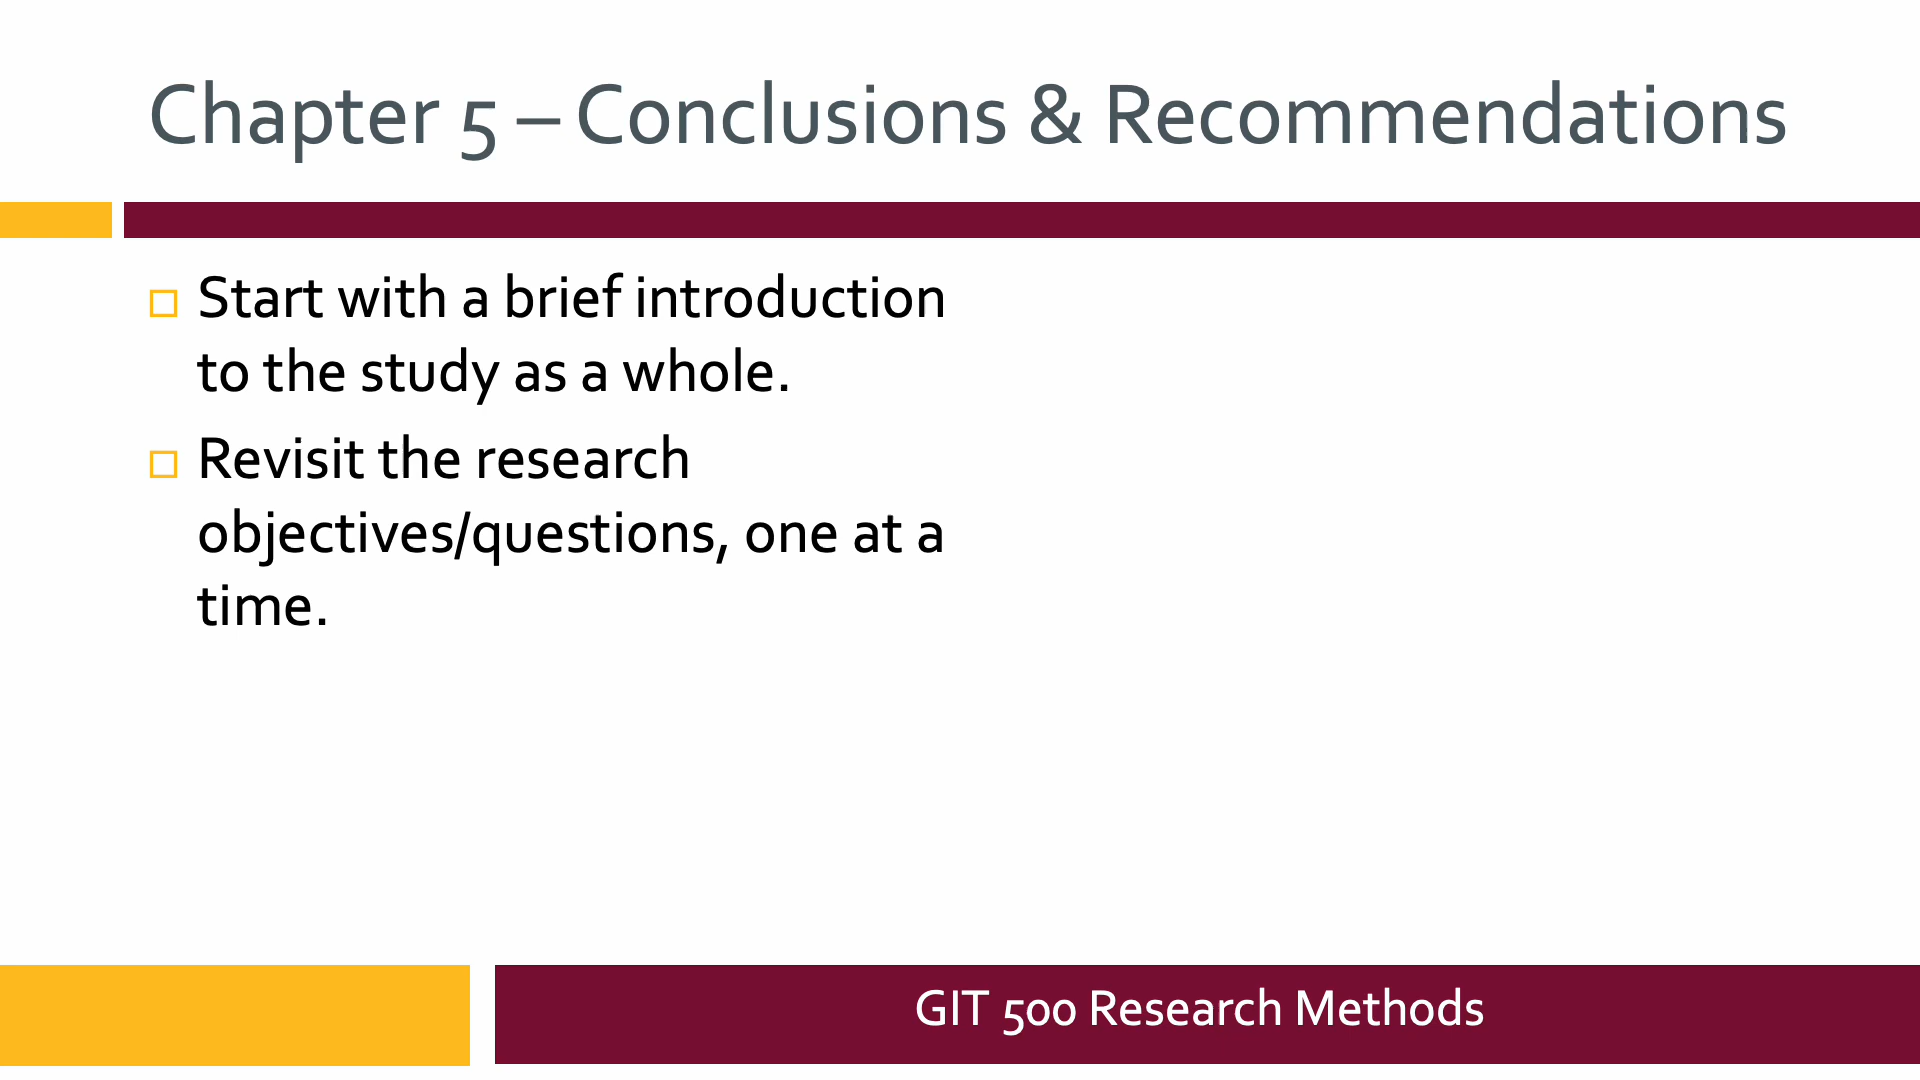 Chapter 5 – Conclusions & Recommendations
Start with a brief introduction
to the study as a whole.
Revisit the research
objectives/questions, one at a
time.
GIT 500 Research Methods